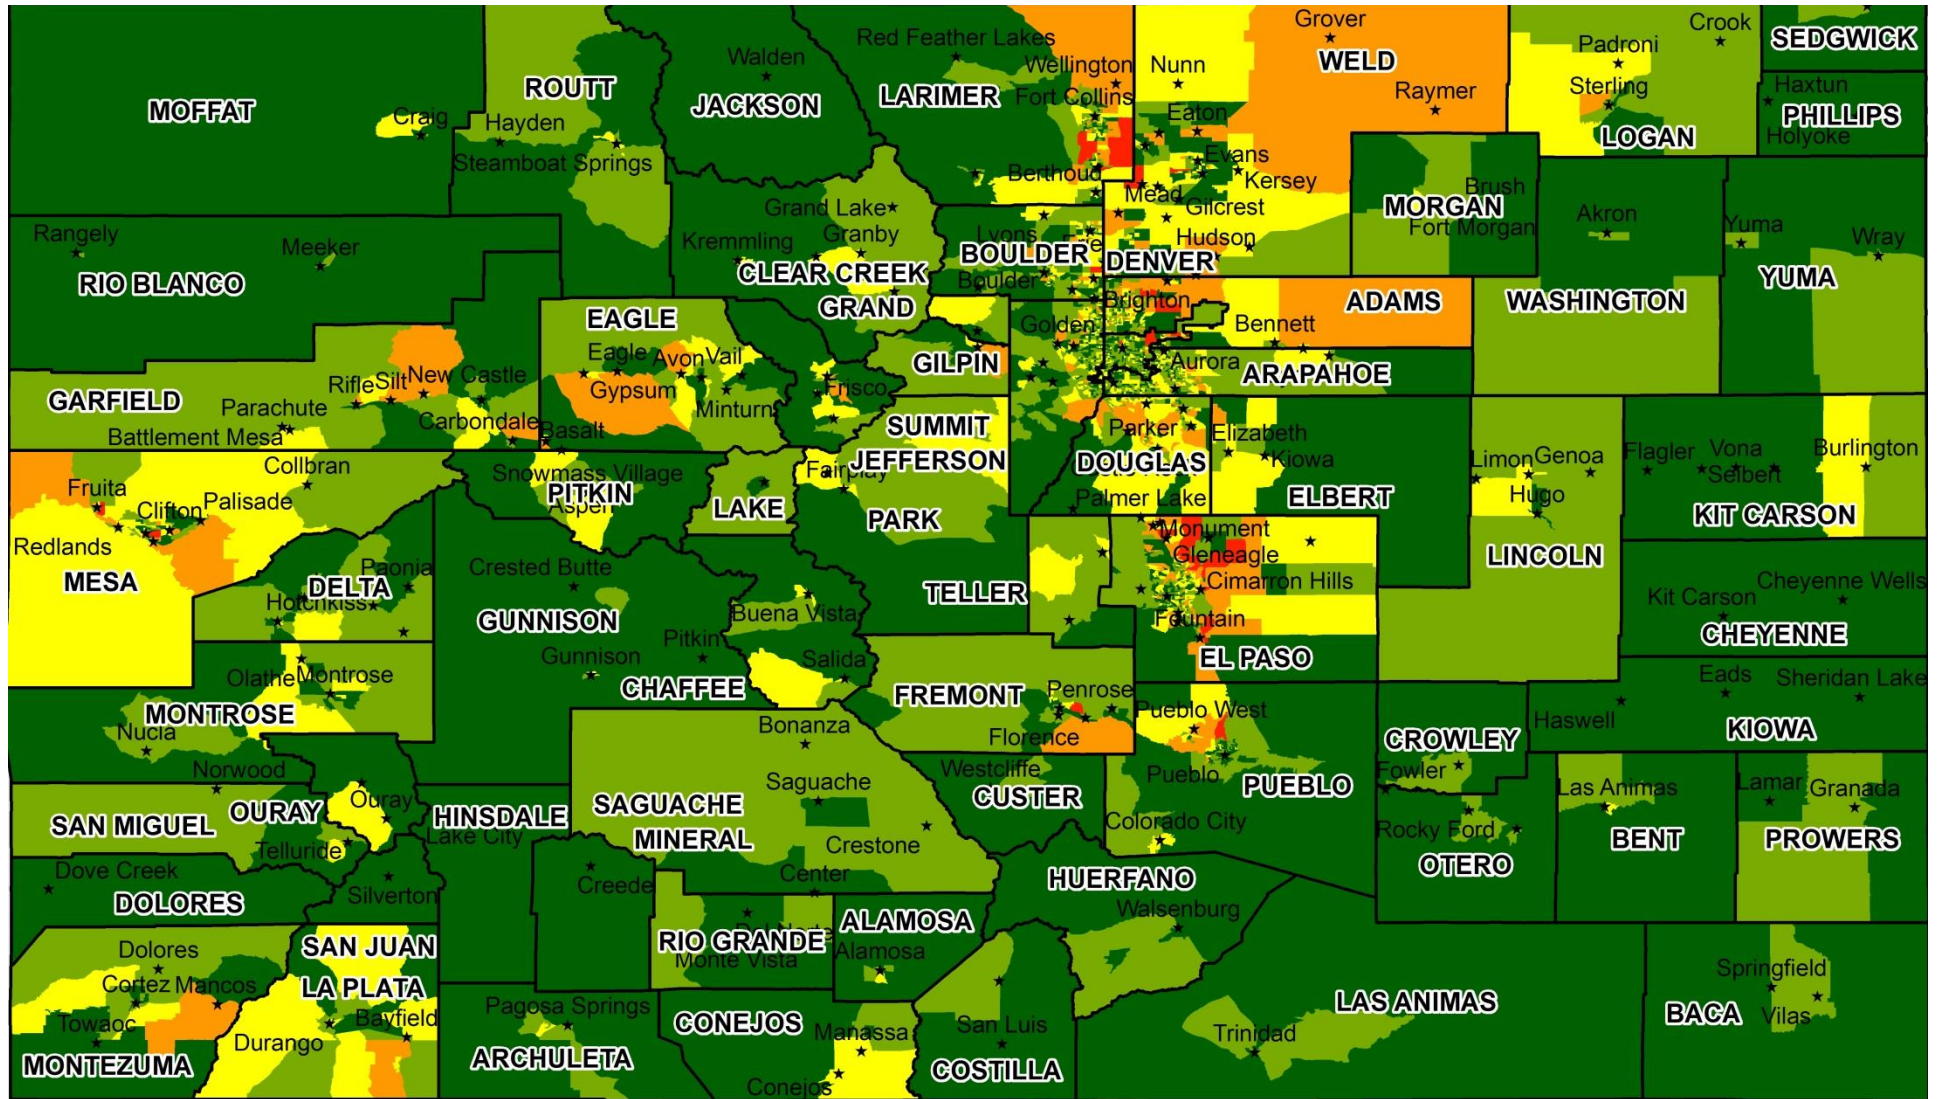 Grover
Crook
SEDGWICK
Red Feather Lakes
Padroni
Walden
Wellington
Nunn
WELD
ROUTT
JACKSON
LARIMER
Fort Collins
Raymer
Sterling
Haxtun
MOFFAT
Craig
Hayden
Eaton
LOGAN
PHILLIPS
Holyoke
Steamboat Springs
Berthoud
Evans
Kersey
Brush
Grand Lake
Mead
Gilcrest
MORGAN
Akron
Fort Morgan
Yuma
Rangely
Meeker
Kremmling
Granby
Lyons
Erie
Hudson
Wray
BOULDER
DENVER
RIO BLANCO
CLEAR CREEK
Boulder
YUMA
GRAND
Brighton
ADAMS
WASHINGTON
EAGLE
Golden
Bennett
Eagle
Avon
Vail
GILPIN
Aurora
ARAPAHOE
Rifle
Silt
New Castle
Gypsum
Frisco
GARFIELD
Parachute
Minturn
Carbondale
Basalt
SUMMIT
Parker
Elizabeth
Battlement Mesa
Flagler
Vona
Burlington
Collbran
Snowmass Village
Fairplay
JEFFERSON
DOUGLAS
Kiowa
Limon
Genoa
Seibert
Fruita
PITKIN
Aspen
Palmer Lake
ELBERT
Hugo
Clifton
Palisade
LAKE
PARK
KIT CARSON
Redlands
Monument
Gleneagle
LINCOLN
MESA
DELTA
Paonia
Crested Butte
Cimarron Hills
Cheyenne Wells
Hotchkiss
TELLER
Kit Carson
GUNNISON
Buena Vista
Fountain
CHEYENNE
Pitkin
Gunnison
Salida
EL PASO
Olathe
Montrose
CHAFFEE
FREMONT
Penrose
Eads
Sheridan Lake
MONTROSE
Pueblo West
Haswell
Nucla
Bonanza
Florence
CROWLEY
KIOWA
Norwood
Westcliffe
Pueblo
PUEBLO
Fowler
Saguache
Lamar
Granada
Las Animas
Ouray
SAGUACHE
CUSTER
SAN MIGUEL
OURAY
HINSDALE
Lake City
MINERAL
Colorado City
Rocky Ford
BENT
PROWERS
Telluride
Crestone
OTERO
Dove Creek
Creede
Center
HUERFANO
Silverton
DOLORES
Walsenburg
ALAMOSA
Del Norte
RIO GRANDE
Dolores
SAN JUAN
Monte Vista
Alamosa
Springfield
Cortez
Mancos
LA PLATA
Pagosa Springs
LAS ANIMAS
Towaoc
Bayfield
CONEJOS
Manassa
San Luis
BACA
Vilas
Durango
Trinidad
MONTEZUMA
ARCHULETA
COSTILLA
Conejos